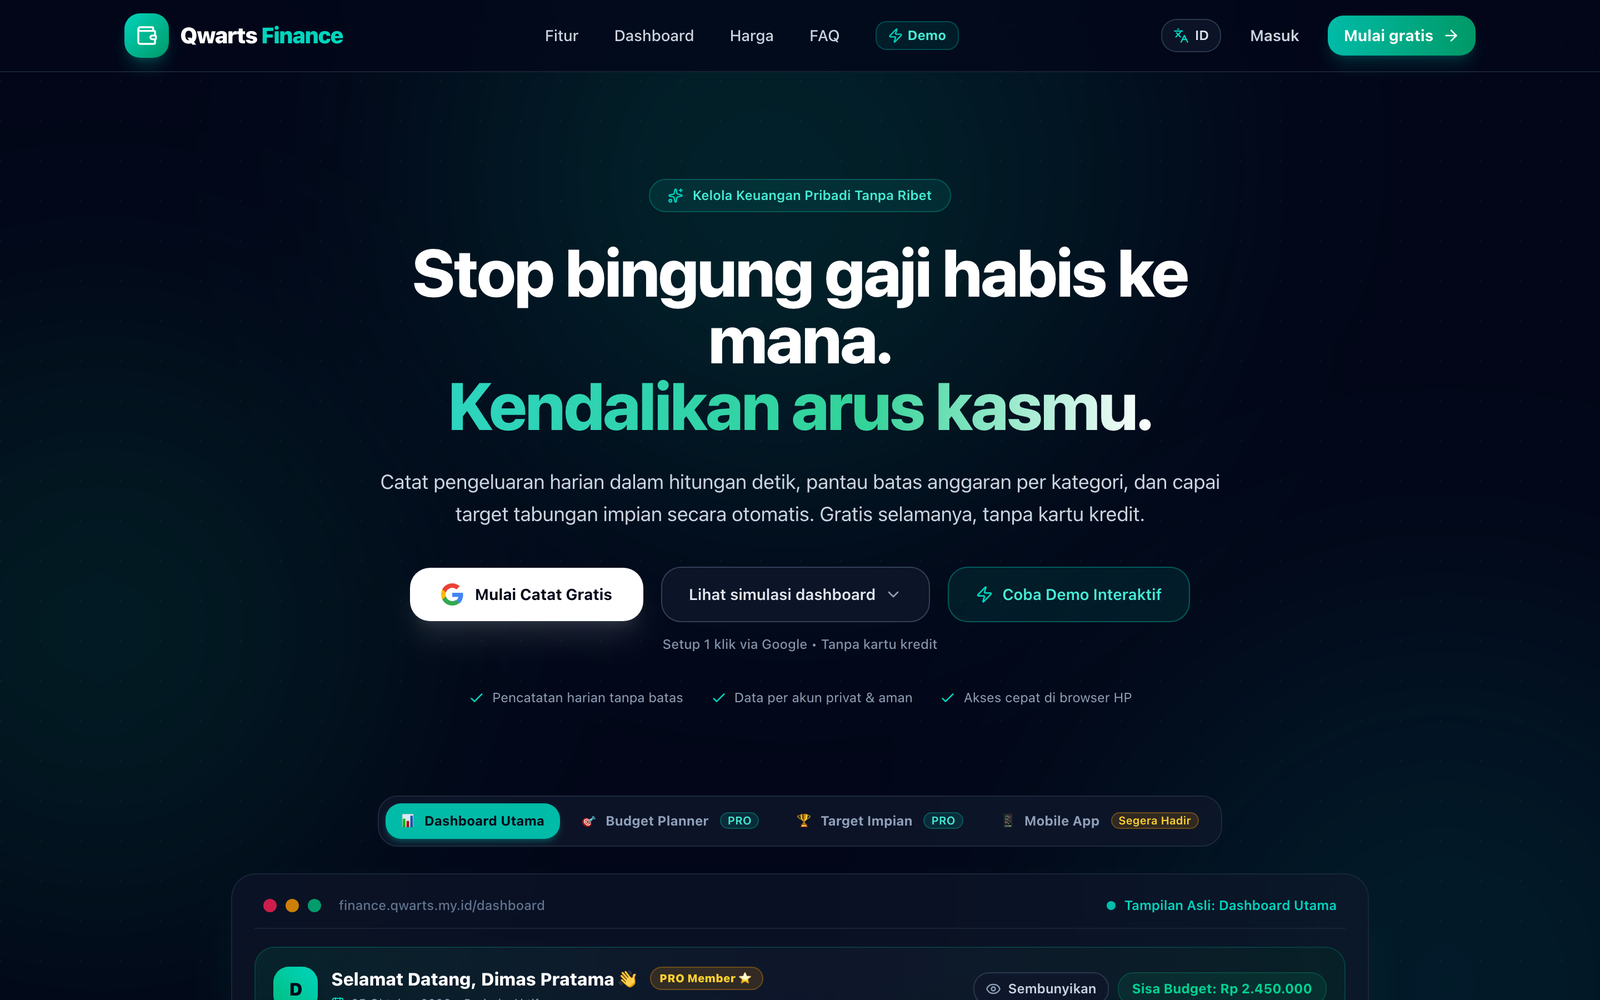 Qwarts Finance
Fitur
Dashboard
Harga
FAQ
Demo
ID
Masuk
Mulai gratis
Kelola Keuangan Pribadi Tanpa Ribet
Stop bingung gaji habis ke
mana.
Kendalikan arus kasmu.
Catat pengeluaran harian dalam hitungan detik, pantau batas anggaran per kategori, dan capai
target tabungan impian secara otomatis. Gratis selamanya, tanpa kartu kredit.
Mulai Catat Gratis
Lihat simulasi dashboard
Coba Demo Interaktif
Setup 1 klik via Google • Tanpa kartu kredit
Pencatatan harian tanpa batas
Data per akun privat & aman
Akses cepat di browser HP
Dashboard Utama
Budget Planner PRO
Target Impian PRO
Mobile App Segera Hadir
finance.qwarts.my.id/dashboard
Tampilan Asli: Dashboard Utama
D
Selamat Datang, Dimas Pratama 👋 PRO Member ⭐
Sembunyikan
Sisa Budget: Rp 2.450.000